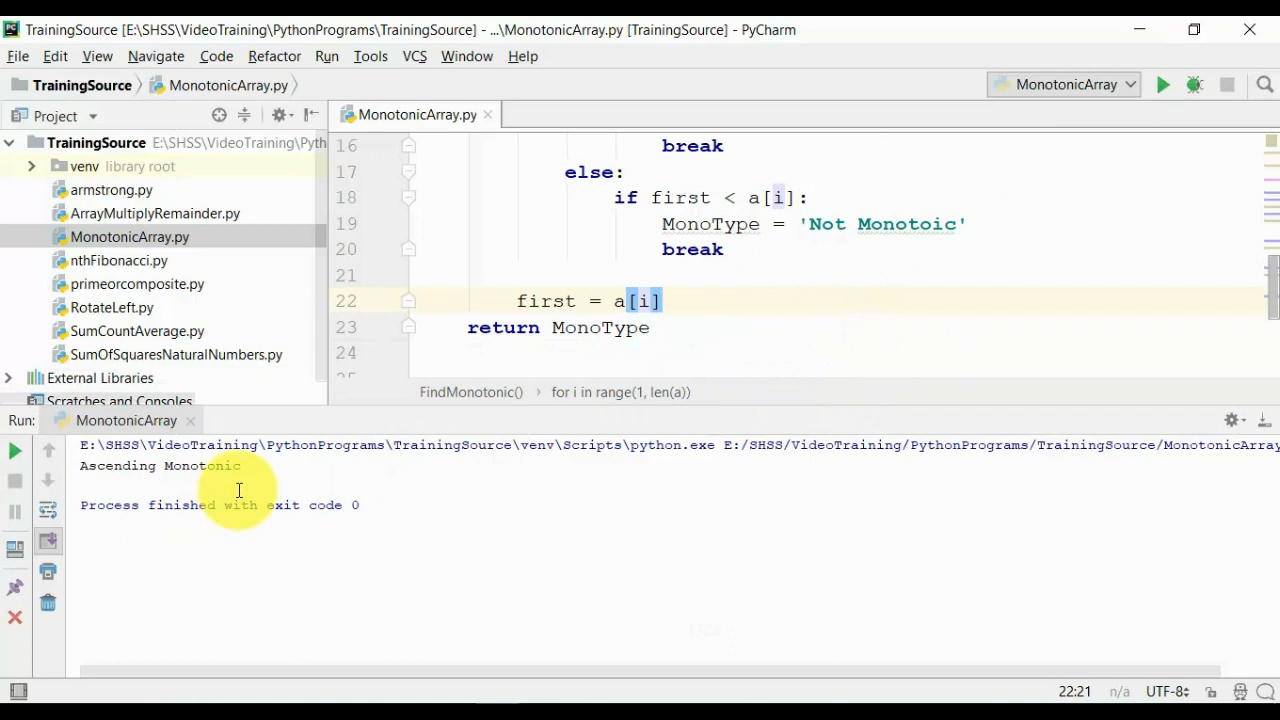 TrainingSource [E:\SHSS\VideoTraining\PythonPrograms\TrainingSource] - ...\MonotonicArray.py [TrainingSource] - PyCharm
File Edit View Navigate Code Refactor Run Tools VCS Window Help
TrainingSource MonotonicArray.py MonotonicArray
Project MonotonicArray.py
TrainingSource E:\SHSS\VideoTraining\Pyth
venv library root
armstrong.py
ArrayMultiplyRemainder.py
MonotonicArray.py
nthFibonacci.py
primeorcomposite.py
RotateLeft.py
SumCountAverage.py
SumOfSquaresNaturalNumbers.py
External Libraries
Scratches and Consoles
16 break
17 else:
18 if first < a[i]:
19 MonoType = 'Not Monotoic'
20 break
21
22 first = a[i]
23 return MonoType
24
25
FindMonotonic() › for i in range(1, len(a))
Run: MonotonicArray
E:\SHSS\VideoTraining\PythonPrograms\TrainingSource\venv\Scripts\python.exe E:/SHSS/VideoTraining/PythonPrograms/TrainingSource/MonotonicArray
Ascending Monotonic
Process finished with exit code 0
22:21 n/a UTF-8